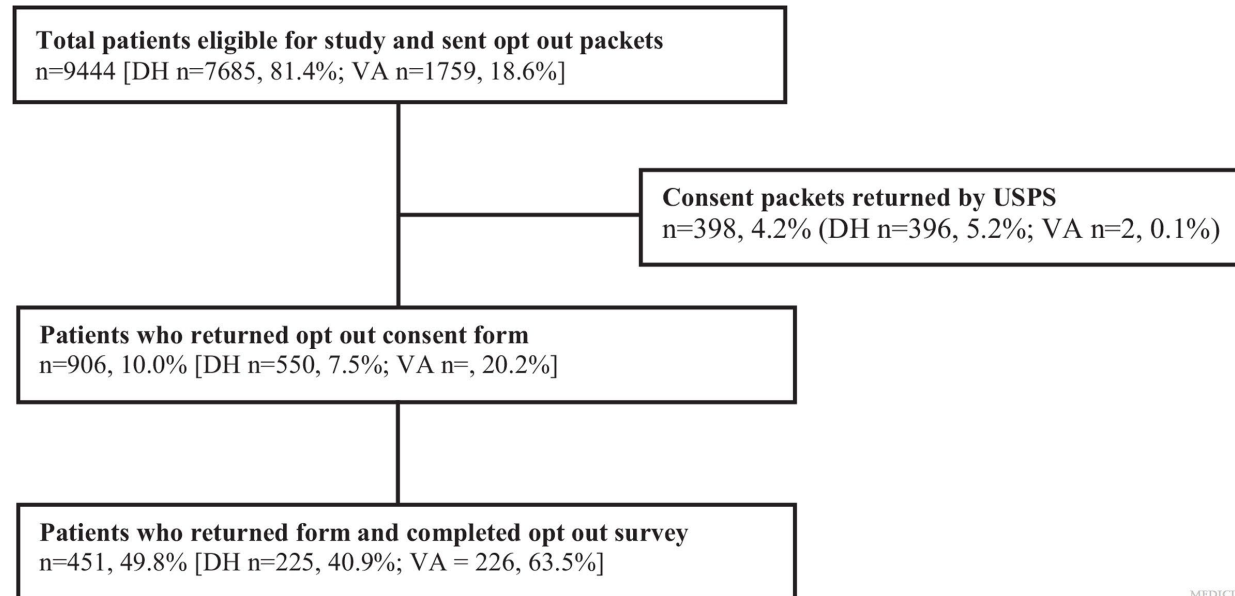 Total patients eligible for study and sent opt out packets
n=9444 [DH n=7685, 81.4%; VA n=1759, 18.6%]
Consent packets returned by USPS
n=398, 4.2% (DH n=396, 5.2%; VA n=2, 0.1%)
Patients who returned opt out consent form
n=906, 10.0% [DH n=550, 7.5%; VA n=, 20.2%]
Patients who returned form and completed opt out survey
n=451, 49.8% [DH n=225, 40.9%; VA = 226, 63.5%]